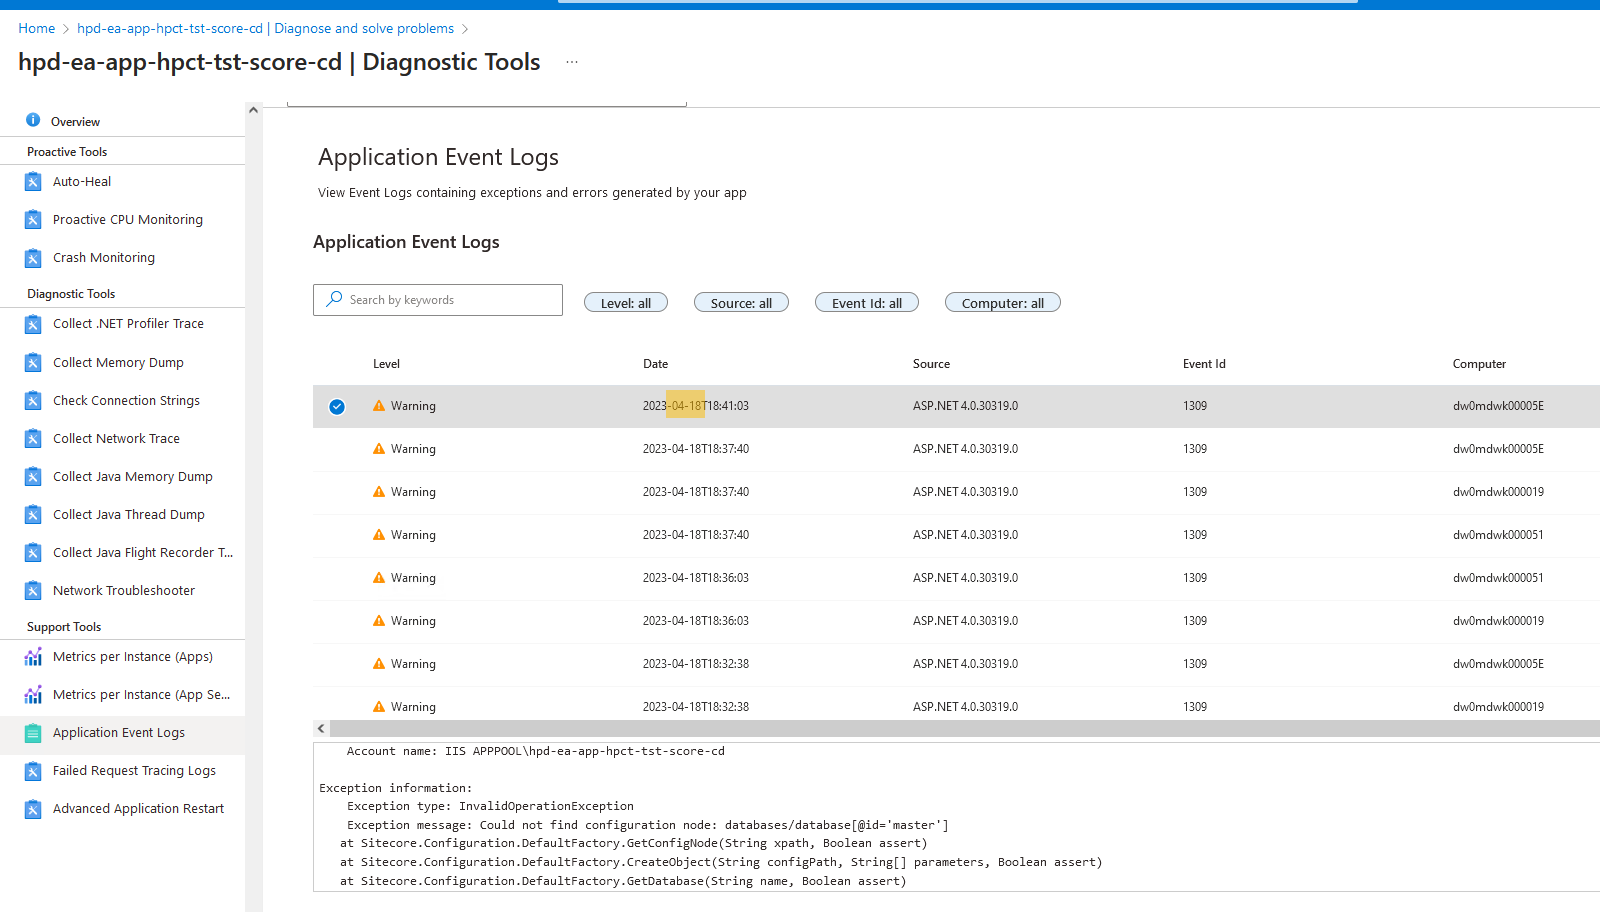 Home > hpd-ea-app-hpct-tst-score-cd | Diagnose and solve problems >
hpd-ea-app-hpct-tst-score-cd | Diagnostic Tools ...
Overview
Proactive Tools
Auto-Heal
Proactive CPU Monitoring
Crash Monitoring
Diagnostic Tools
Collect .NET Profiler Trace
Collect Memory Dump
Check Connection Strings
Collect Network Trace
Collect Java Memory Dump
Collect Java Thread Dump
Collect Java Flight Recorder T...
Network Troubleshooter
Support Tools
Metrics per Instance (Apps)
Metrics per Instance (App Se...
Application Event Logs
Failed Request Tracing Logs
Advanced Application Restart
Application Event Logs
View Event Logs containing exceptions and errors generated by your app
Application Event Logs
Search by keywords Level: all Source: all Event Id: all Computer: all
Level Date Source Event Id Computer
Warning 2023-04-18T18:41:03 ASP.NET 4.0.30319.0 1309 dw0mdwk00005E
Warning 2023-04-18T18:37:40 ASP.NET 4.0.30319.0 1309 dw0mdwk00005E
Warning 2023-04-18T18:37:40 ASP.NET 4.0.30319.0 1309 dw0mdwk000019
Warning 2023-04-18T18:37:40 ASP.NET 4.0.30319.0 1309 dw0mdwk000051
Warning 2023-04-18T18:36:03 ASP.NET 4.0.30319.0 1309 dw0mdwk000051
Warning 2023-04-18T18:36:03 ASP.NET 4.0.30319.0 1309 dw0mdwk000019
Warning 2023-04-18T18:32:38 ASP.NET 4.0.30319.0 1309 dw0mdwk00005E
Warning 2023-04-18T18:32:38 ASP.NET 4.0.30319.0 1309 dw0mdwk000019
Account name: IIS APPPOOL\hpd-ea-app-hpct-tst-score-cd
Exception information:
Exception type: InvalidOperationException
Exception message: Could not find configuration node: databases/database[@id='master']
at Sitecore.Configuration.DefaultFactory.GetConfigNode(String xpath, Boolean assert)
at Sitecore.Configuration.DefaultFactory.CreateObject(String configPath, String[] parameters, Boolean assert)
at Sitecore.Configuration.DefaultFactory.GetDatabase(String name, Boolean assert)